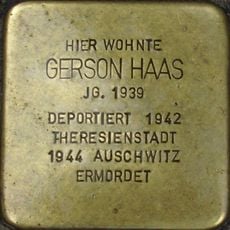 HIER WOHNTE
GERSON HAAS
JG. 1939
DEPORTIERT 1942
THERESIENSTADT
1944 AUSCHWITZ
ERMORDET